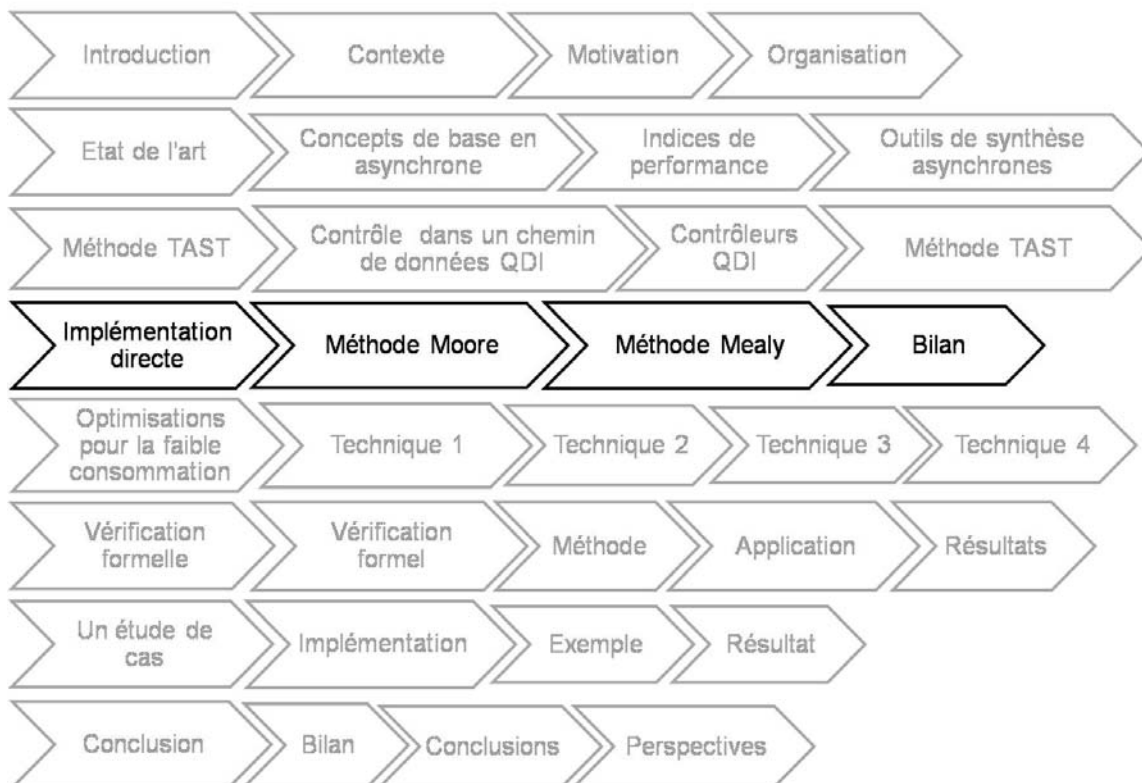 Introduction
Contexte
Motivation
Organisation
Etat de l'art
Concepts de base en
asynchrone
Indices de
performance
Outils de synthèse
asynchrones
Méthode TAST
Contrôle dans un chemin
de données QDI
Contrôleurs
QDI
Méthode TAST
Implémentation
directe
Méthode Moore
Méthode Mealy
Bilan
Optimisations
pour la faible
consommation
Technique 1
Technique 2
Technique 3
Technique 4
Vérification
formelle
Vérification
formel
Méthode
Application
Résultats
Un étude de
cas
Implémentation
Exemple
Résultat
Conclusion
Bilan
Conclusions
Perspectives